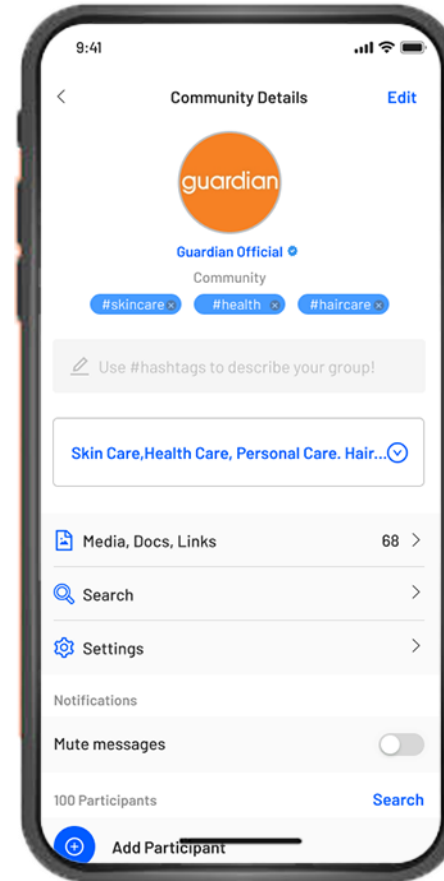 9:41
Community Details
Edit
guardian
Guardian Official
Community
#skincare
#health
#haircare
Use #hashtags to describe your group!
Skin Care,Health Care, Personal Care. Hair...
Media, Docs, Links
68
Search
Settings
Notifications
Mute messages
100 Participants
Search
Add Participant